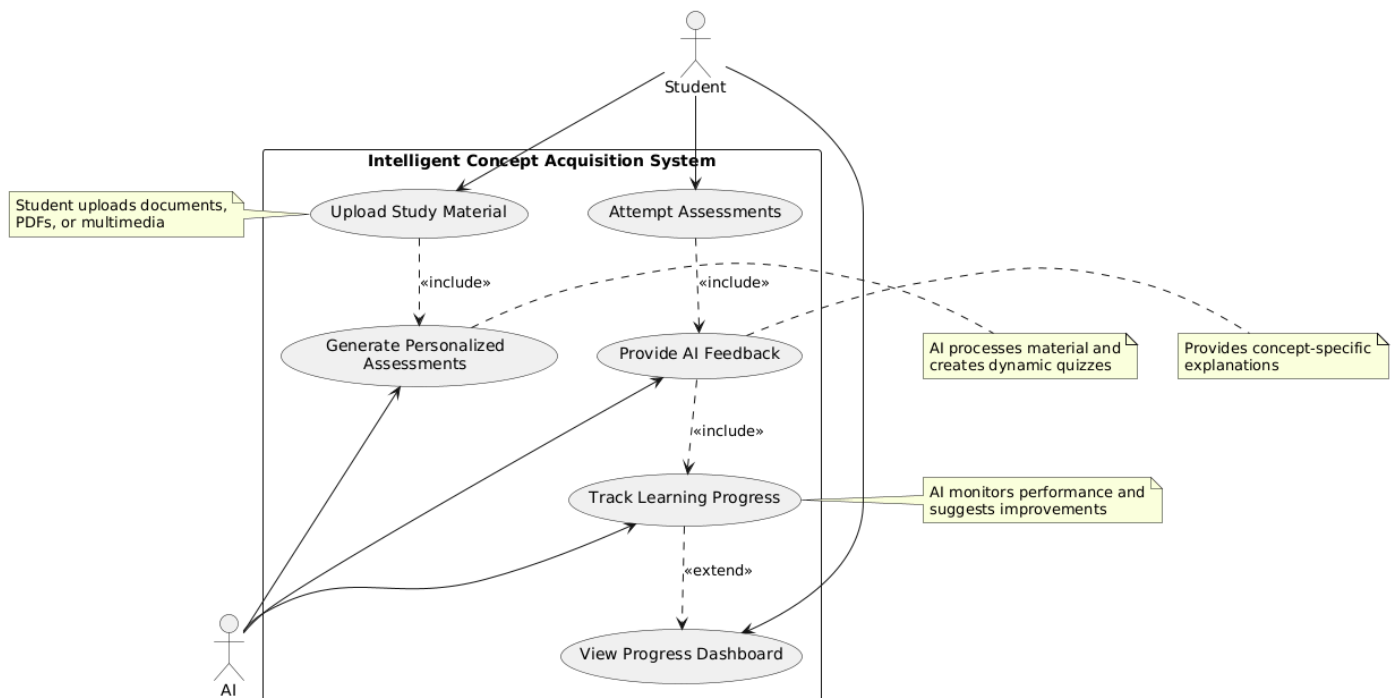 Student
Intelligent Concept Acquisition System
Student uploads documents,
PDFs, or multimedia
Upload Study Material
Attempt Assessments
«include»
«include»
Generate Personalized
Assessments
Provide AI Feedback
AI processes material and
creates dynamic quizzes
Provides concept-specific
explanations
«include»
Track Learning Progress
AI monitors performance and
suggests improvements
«extend»
View Progress Dashboard
AI